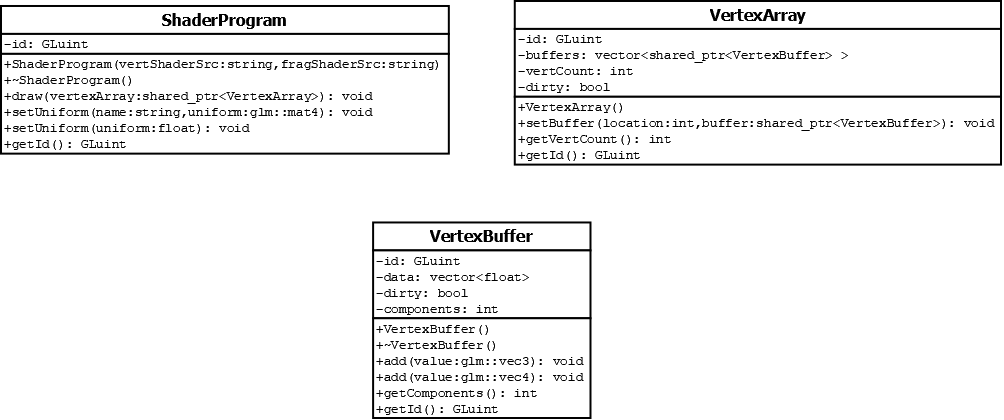 ShaderProgram
-id: GLuint
+ShaderProgram(vertShaderSrc:string,fragShaderSrc:string)
+~ShaderProgram()
+draw(vertexArray:shared_ptr<VertexArray>): void
+setUniform(name:string,uniform:glm::mat4): void
+setUniform(uniform:float): void
+getId(): GLuint
VertexArray
-id: GLuint
-buffers: vector<shared_ptr<VertexBuffer> >
-vertCount: int
-dirty: bool
+VertexArray()
+setBuffer(location:int,buffer:shared_ptr<VertexBuffer>): void
+getVertCount(): int
+getId(): GLuint
VertexBuffer
-id: GLuint
-data: vector<float>
-dirty: bool
-components: int
+VertexBuffer()
+~VertexBuffer()
+add(value:glm::vec3): void
+add(value:glm::vec4): void
+getComponents(): int
+getId(): GLuint